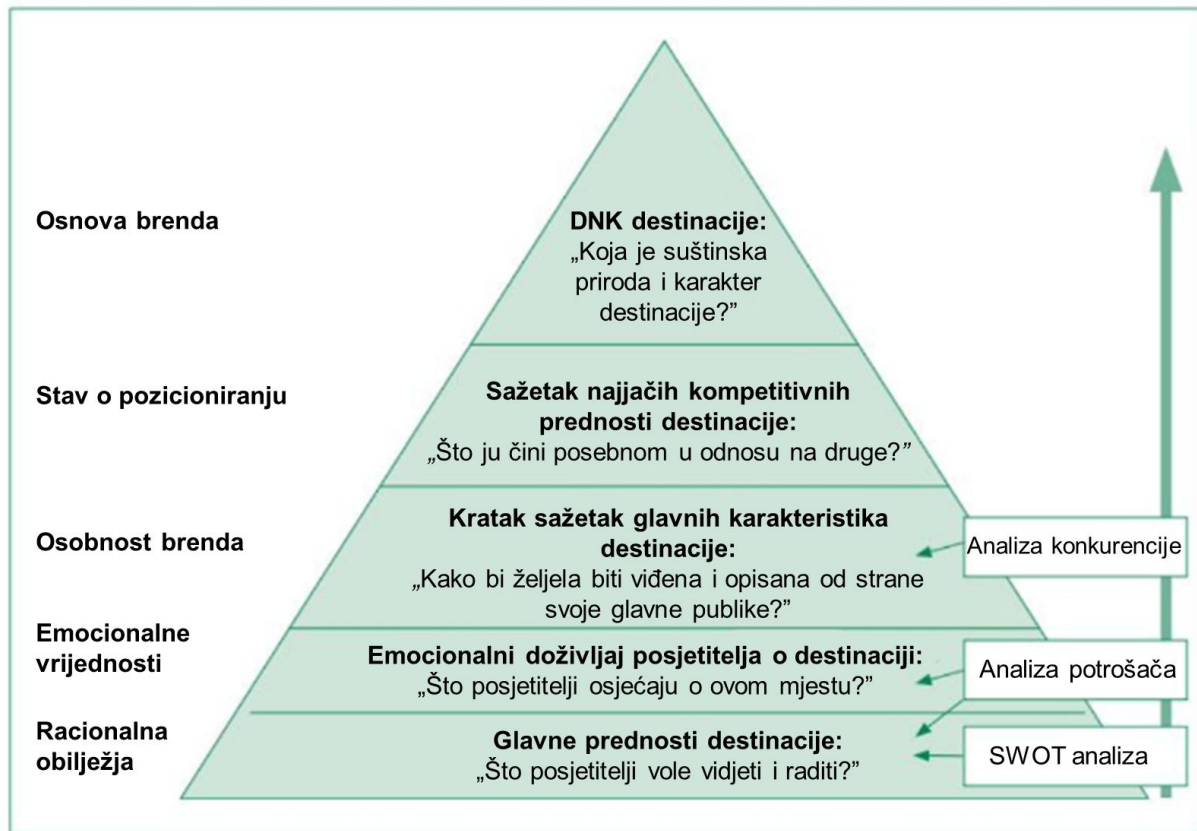 Osnova brenda
DNK destinacije:
„Koja je suštinska
priroda i karakter
destinacije?”
Stav o pozicioniranju
Sažetak najjačih kompetitivnih
prednosti destinacije:
„Što ju čini posebnom u odnosu na druge?”
Osobnost brenda
Kratak sažetak glavnih karakteristika
destinacije:
„Kako bi željela biti viđena i opisana od strane
svoje glavne publike?”
Analiza konkurencije
Emocionalne
vrijednosti
Emocionalni doživljaj posjetitelja o destinaciji:
„Što posjetitelji osjećaju o ovom mjestu?”
Analiza potrošača
Racionalna
obilježja
Glavne prednosti destinacije:
„Što posjetitelji vole vidjeti i raditi?”
SWOT analiza